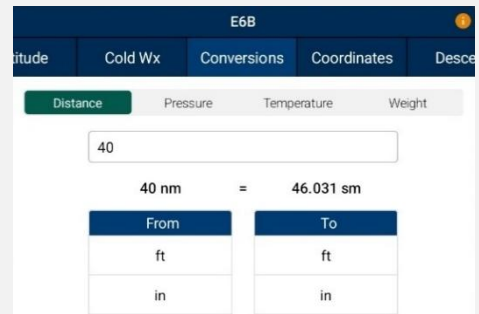 E6B
titude Cold Wx Conversions Coordinates Desce
Distance Pressure Temperature Weight
40
40 nm = 46.031 sm
From To
ft ft
in in